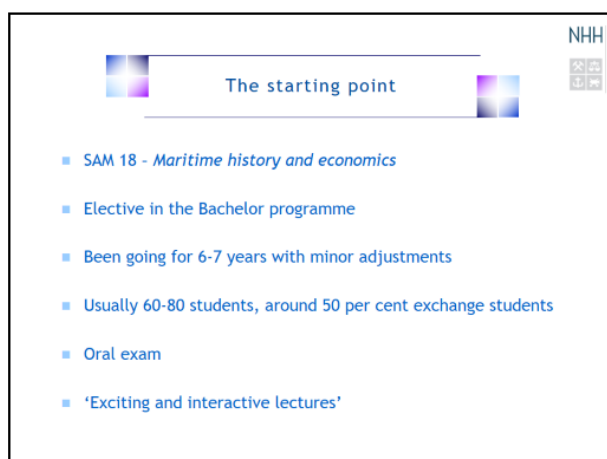 NHH
The starting point
SAM 18 - Maritime history and economics
Elective in the Bachelor programme
Been going for 6-7 years with minor adjustments
Usually 60-80 students, around 50 per cent exchange students
Oral exam
‘Exciting and interactive lectures’